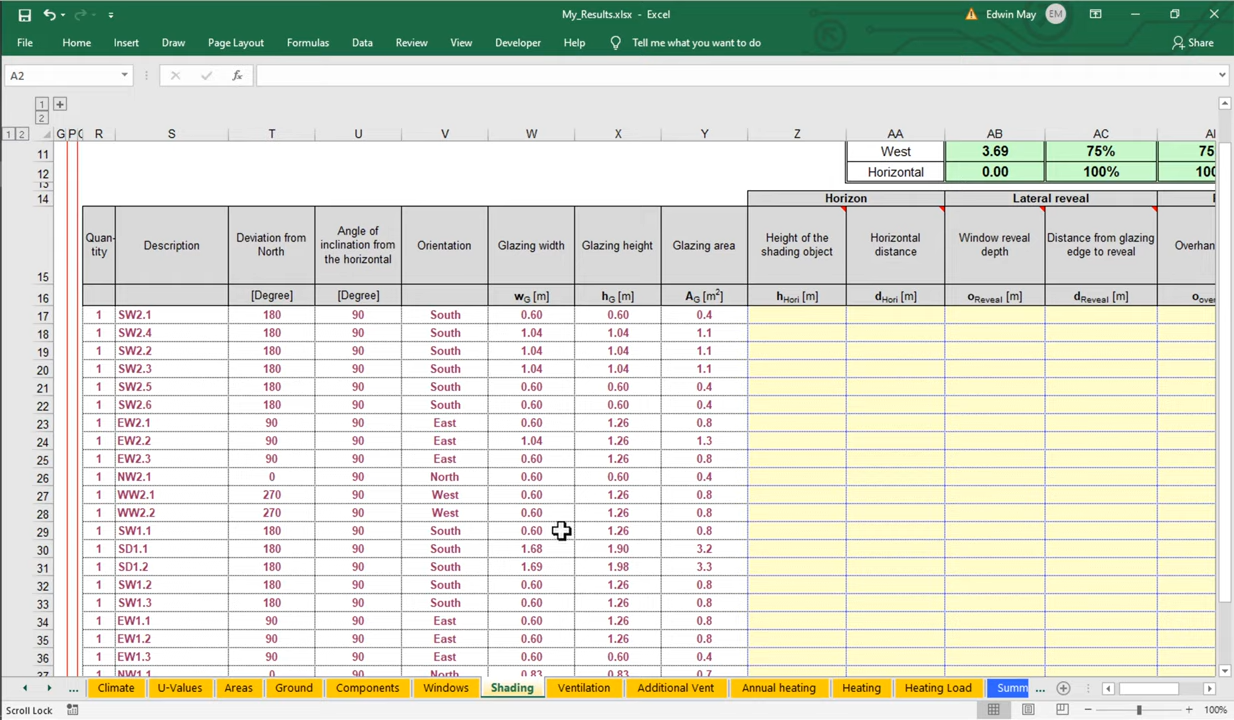 My_Results.xlsx - Excel
Edwin May EM
File Home Insert Draw Page Layout Formulas Data Review View Developer Help Tell me what you want to do Share
A2 fx
1
2
1 2 G P R S T U V W X Y Z AA AB AC
11 West 3.69 75% 75
12 Horizontal 0.00 100% 100
13
14 Horizon Lateral reveal
15 Quan-tity Description Deviation from North Angle of inclination from the horizontal Orientation Glazing width Glazing height Glazing area Height of the shading object Horizontal distance Window reveal depth Distance from glazing edge to reveal Overhan
16 [Degree] [Degree] wG [m] hG [m] AG [m²] hHori [m] dHori [m] oReveal [m] dReveal [m] oover
17 1 SW2.1 180 90 South 0.60 0.60 0.4
18 1 SW2.4 180 90 South 1.04 1.04 1.1
19 1 SW2.2 180 90 South 1.04 1.04 1.1
20 1 SW2.3 180 90 South 1.04 1.04 1.1
21 1 SW2.5 180 90 South 0.60 0.60 0.4
22 1 SW2.6 180 90 South 0.60 0.60 0.4
23 1 EW2.1 90 90 East 0.60 1.26 0.8
24 1 EW2.2 90 90 East 1.04 1.26 1.3
25 1 EW2.3 90 90 East 0.60 1.26 0.8
26 1 NW2.1 0 90 North 0.60 0.60 0.4
27 1 WW2.1 270 90 West 0.60 1.26 0.8
28 1 WW2.2 270 90 West 0.60 1.26 0.8
29 1 SW1.1 180 90 South 0.60 1.26 0.8
30 1 SD1.1 180 90 South 1.68 1.90 3.2
31 1 SD1.2 180 90 South 1.69 1.98 3.3
32 1 SW1.2 180 90 South 0.60 1.26 0.8
33 1 SW1.3 180 90 South 0.60 1.26 0.8
34 1 EW1.1 90 90 East 0.60 1.26 0.8
35 1 EW1.2 90 90 East 0.60 1.26 0.8
36 1 EW1.3 90 90 East 0.60 0.60 0.4
37 1 NW1.1 0 90 North 0.83 0.83 0.7
... Climate U-Values Areas Ground Components Windows Shading Ventilation Additional Vent Annual heating Heating Heating Load Summ ...
Scroll Lock 100%